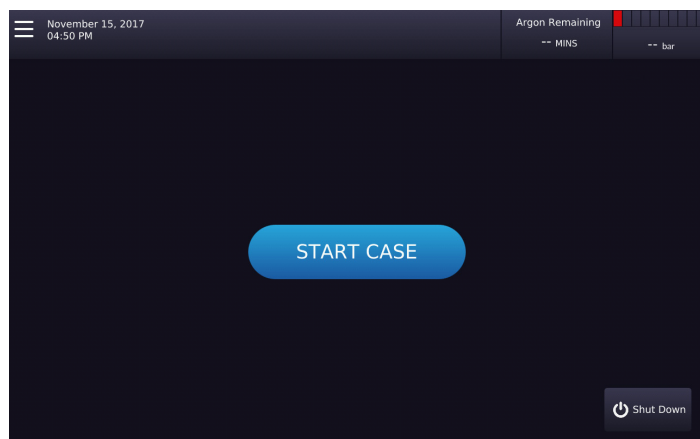 November 15, 2017
04:50 PM
Argon Remaining
-- MINS
-- bar
START CASE
Shut Down